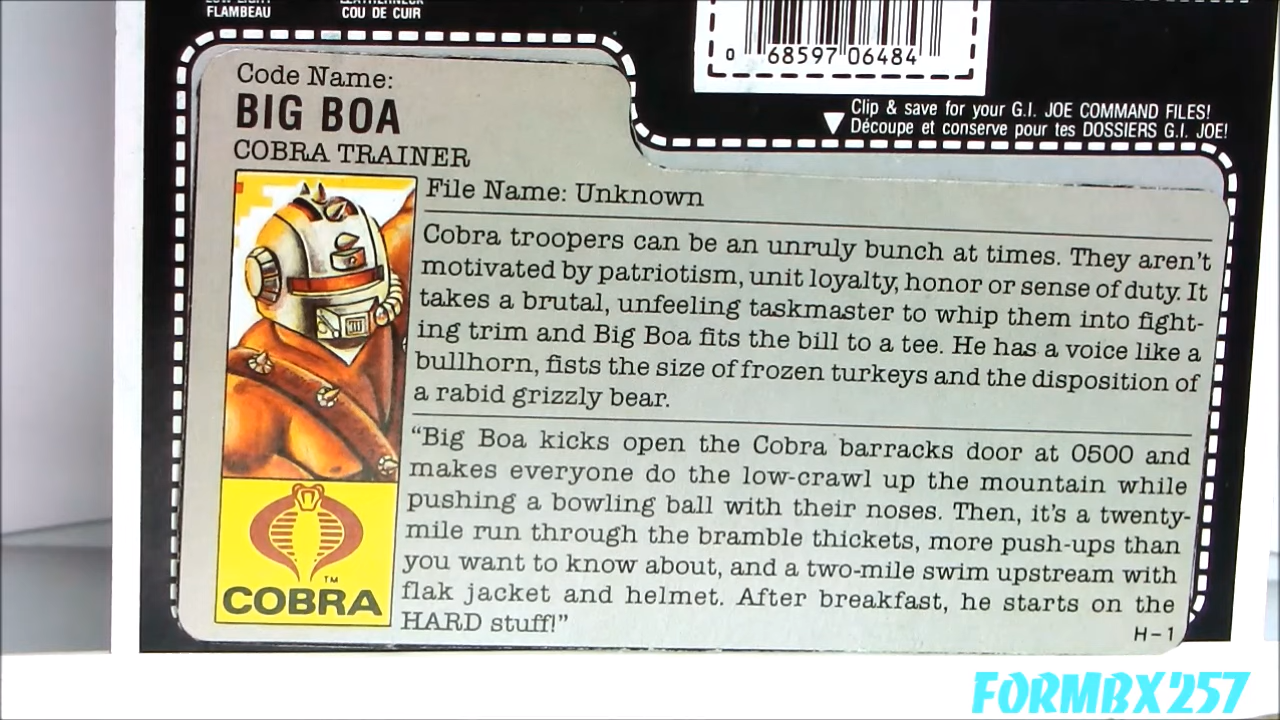 FLAMBEAU
COU DE CUIR
0 68597 06484
Clip & save for your G.I. JOE COMMAND FILES!
Découpe et conserve pour tes DOSSIERS G.I. JOE!
Code Name:
BIG BOA
COBRA TRAINER
File Name: Unknown
Cobra troopers can be an unruly bunch at times. They aren't
motivated by patriotism, unit loyalty, honor or sense of duty. It
takes a brutal, unfeeling taskmaster to whip them into fight-
ing trim and Big Boa fits the bill to a tee. He has a voice like a
bullhorn, fists the size of frozen turkeys and the disposition of
a rabid grizzly bear.
"Big Boa kicks open the Cobra barracks door at 0500 and
makes everyone do the low-crawl up the mountain while
pushing a bowling ball with their noses. Then, it's a twenty-
mile run through the bramble thickets, more push-ups than
you want to know about, and a two-mile swim upstream with
flak jacket and helmet. After breakfast, he starts on the
HARD stuff!"
H-1
TM
COBRA
FORMBX257